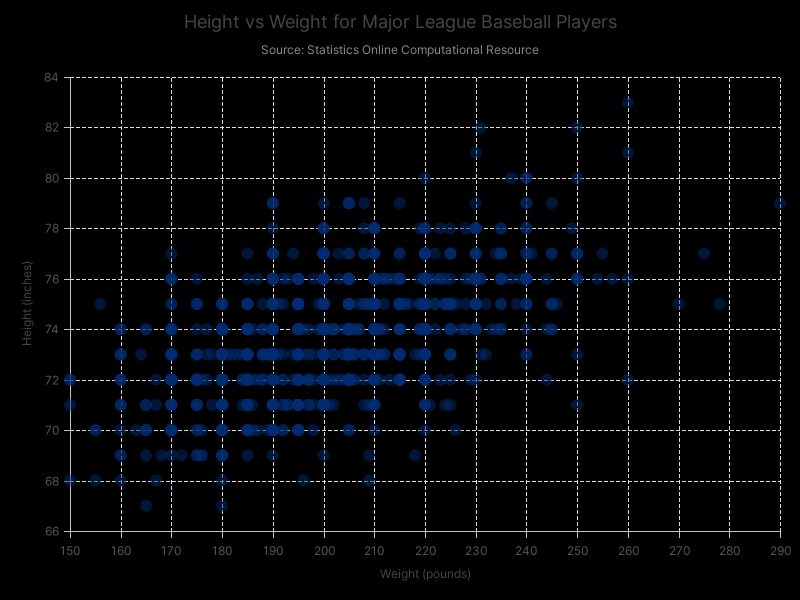 Height vs Weight for Major League Baseball Players
Source: Statistics Online Computational Resource
84
82
80
78
76
74
72
70
68
66
Height (inches)
150 160 170 180 190 200 210 220 230 240 250 260 270 280 290
Weight (pounds)